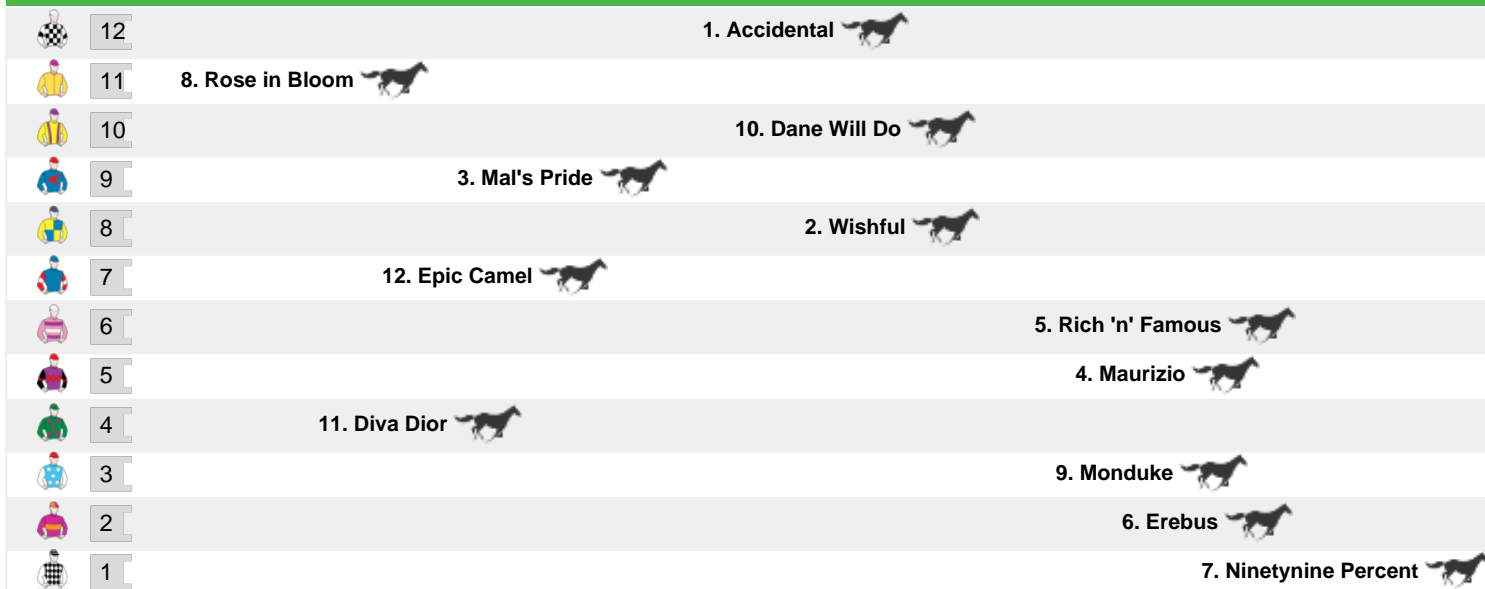 12 1. Accidental
11 8. Rose in Bloom
10 10. Dane Will Do
9 3. Mal's Pride
8 2. Wishful
7 12. Epic Camel
6 5. Rich 'n' Famous
5 4. Maurizio
4 11. Diva Dior
3 9. Monduke
2 6. Erebus
1 7. Ninetynine Percent